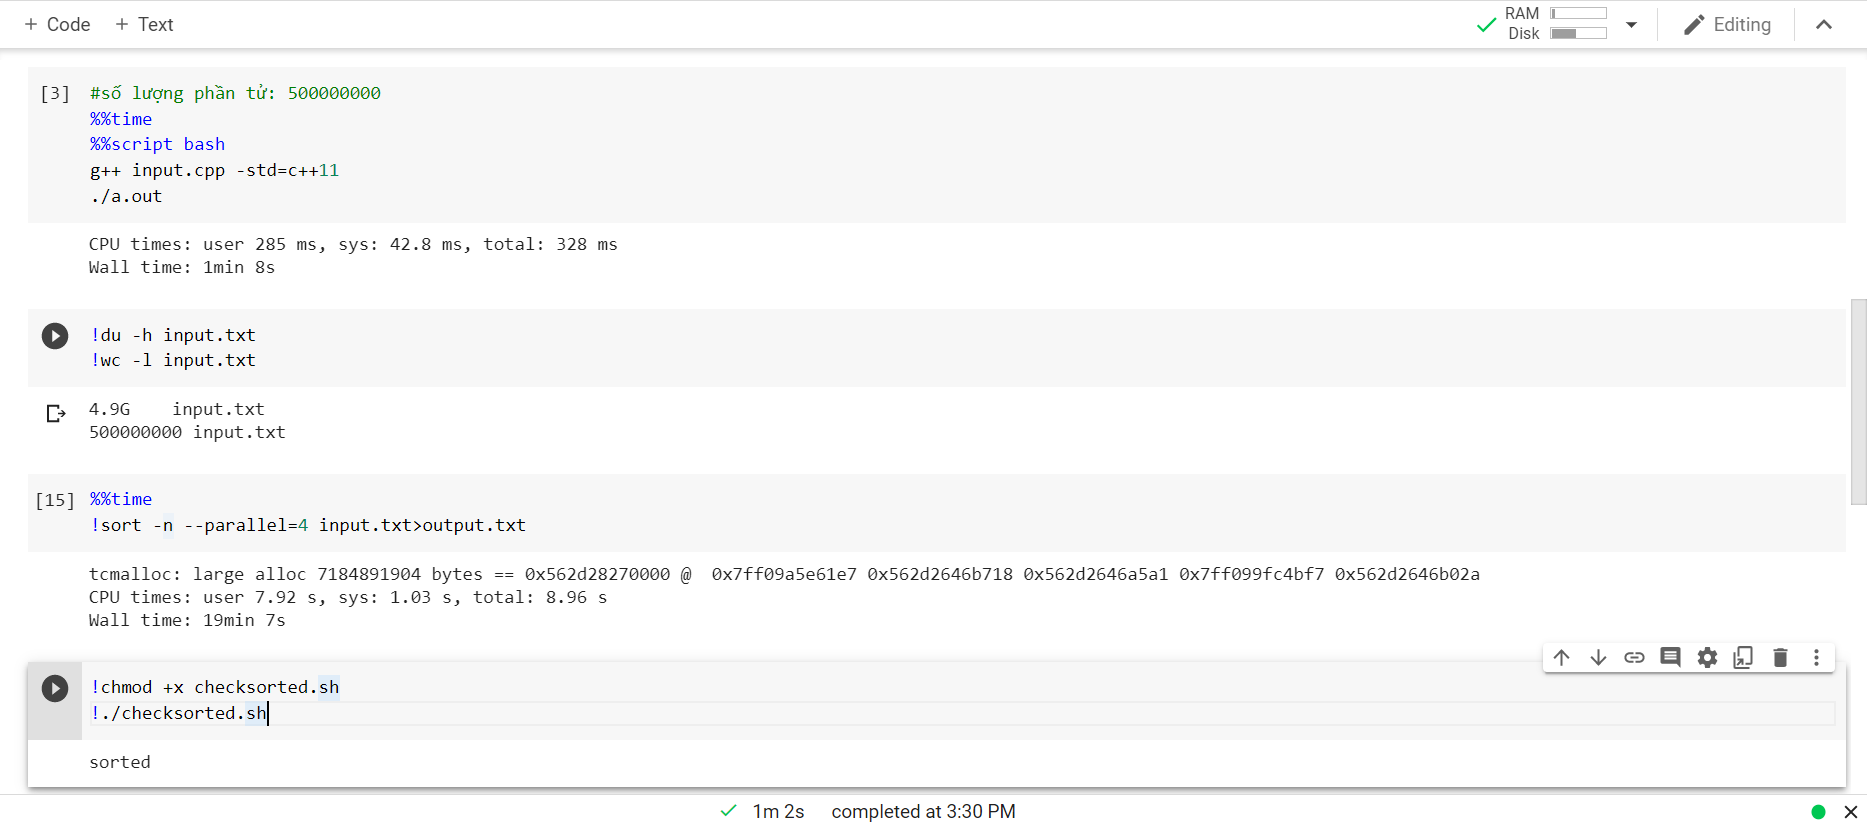 + Code + Text
RAM
Disk
Editing
[3] #số lượng phần tử: 500000000
%%time
%%script bash
g++ input.cpp -std=c++11
./a.out
CPU times: user 285 ms, sys: 42.8 ms, total: 328 ms
Wall time: 1min 8s
!du -h input.txt
!wc -l input.txt
4.9G    input.txt
500000000 input.txt
[15] %%time
!sort -n --parallel=4 input.txt>output.txt
tcmalloc: large alloc 7184891904 bytes == 0x562d28270000 @  0x7ff09a5e61e7 0x562d2646b718 0x562d2646a5a1 0x7ff099fc4bf7 0x562d2646b02a
CPU times: user 7.92 s, sys: 1.03 s, total: 8.96 s
Wall time: 19min 7s
!chmod +x checksorted.sh
!./checksorted.sh
sorted
1m 2s completed at 3:30 PM